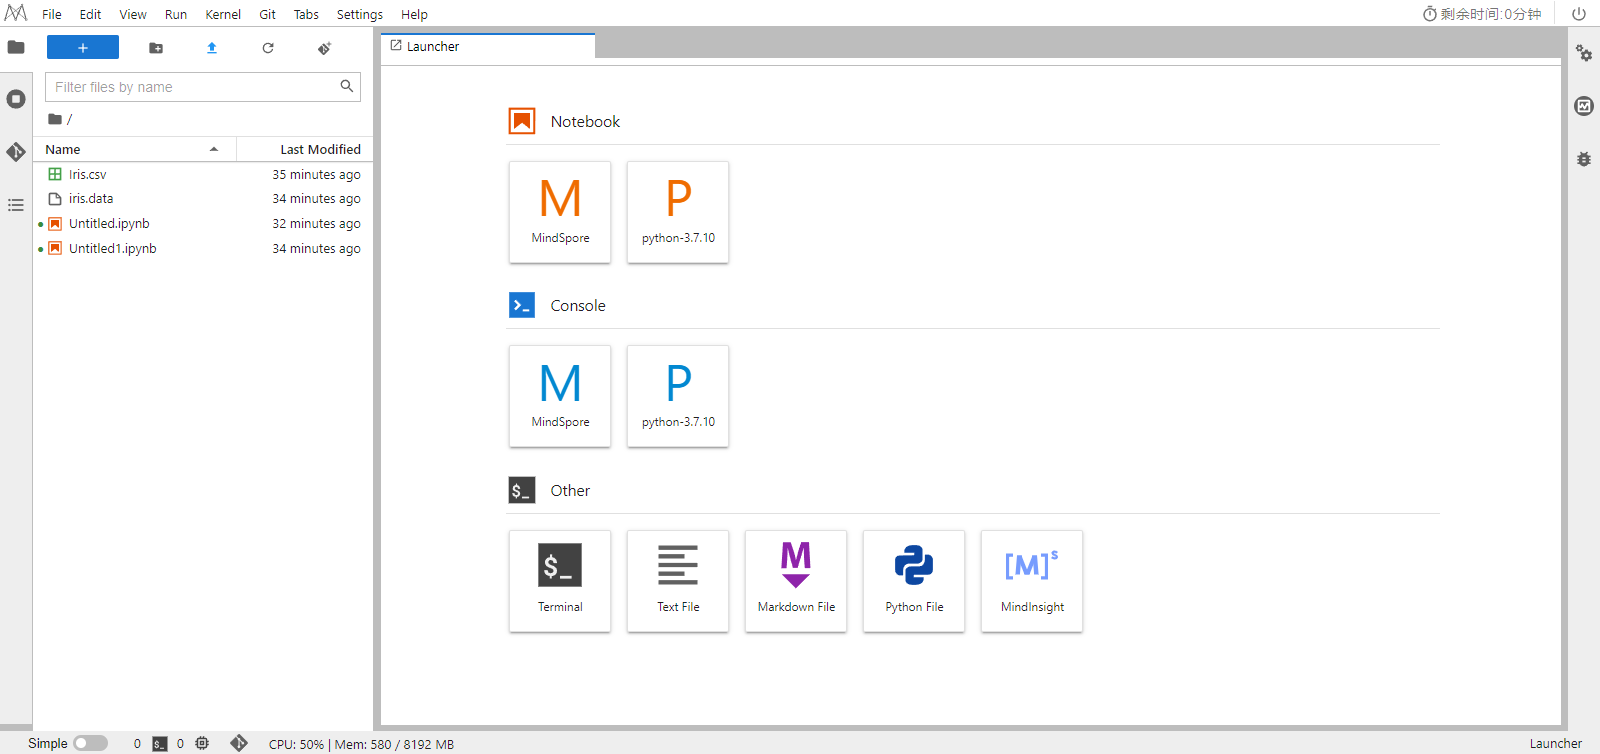 File Edit View Run Kernel Git Tabs Settings Help
剩余时间:0分钟
+
Launcher
Filter files by name
/
Name Last Modified
Iris.csv 35 minutes ago
iris.data 34 minutes ago
Untitled.ipynb 32 minutes ago
Untitled1.ipynb 34 minutes ago
Notebook
M P
MindSpore python-3.7.10
>_ Console
M P
MindSpore python-3.7.10
$_ Other
$_ M [M]s
Terminal Text File Markdown File Python File MindInsight
Simple 0 $_ 0 CPU: 50% | Mem: 580 / 8192 MB Launcher